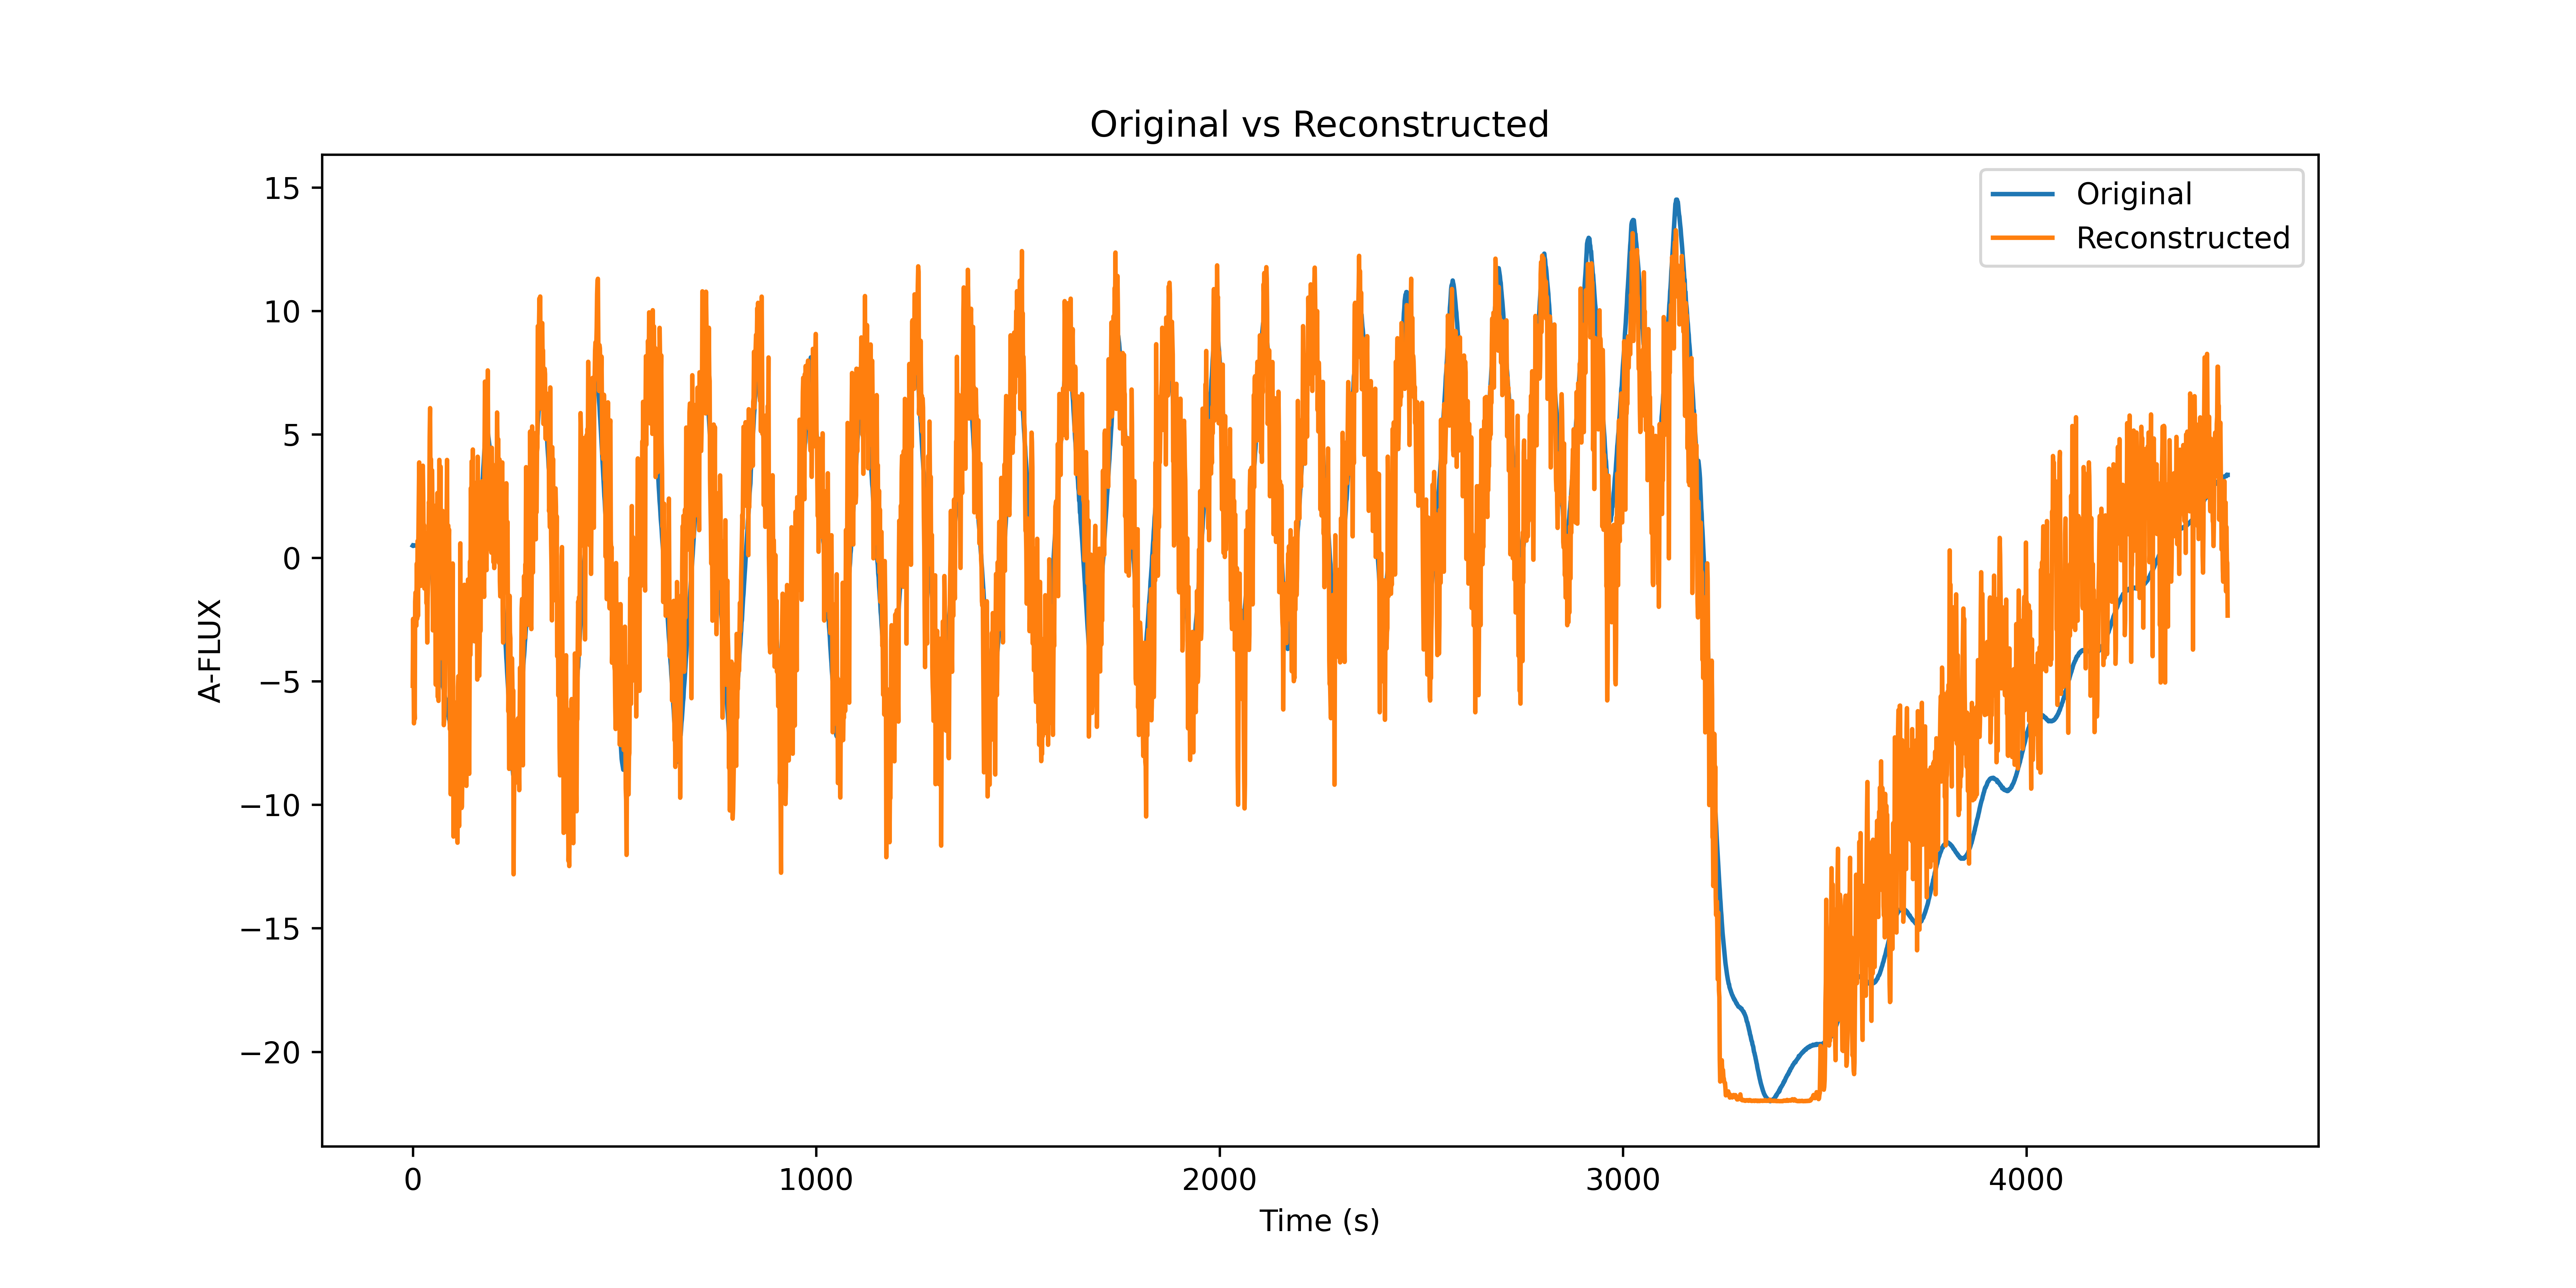 Original vs Reconstructed
Original
Reconstructed
A-FLUX
15
10
5
0
−5
−10
−15
−20
0
1000
2000
3000
4000
Time (s)